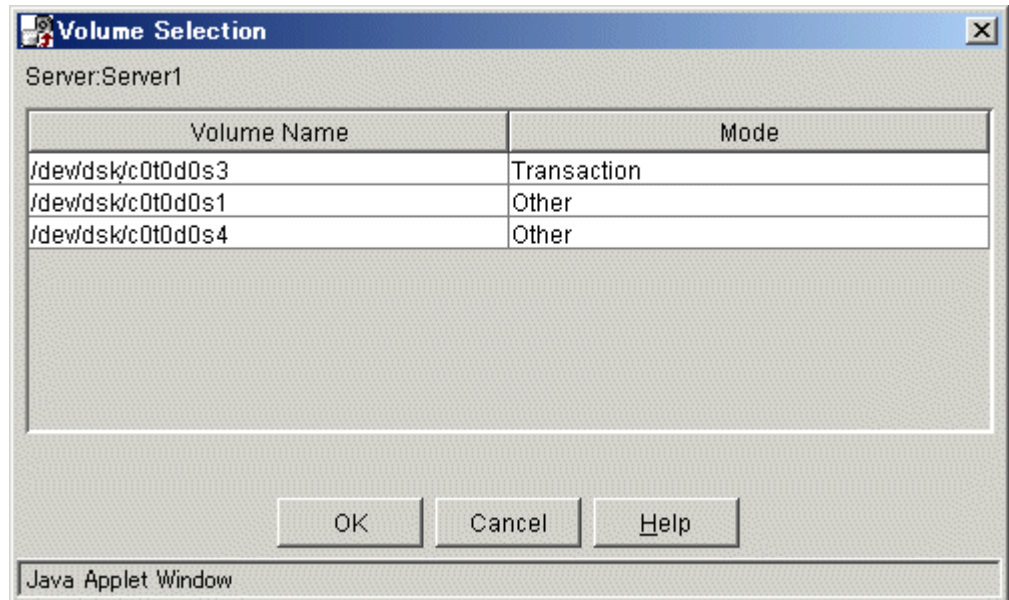 Volume Selection
Server:Server1
Volume Name Mode
/dev/dsk/c0t0d0s3 Transaction
/dev/dsk/c0t0d0s1 Other
/dev/dsk/c0t0d0s4 Other
OK Cancel Help
Java Applet Window